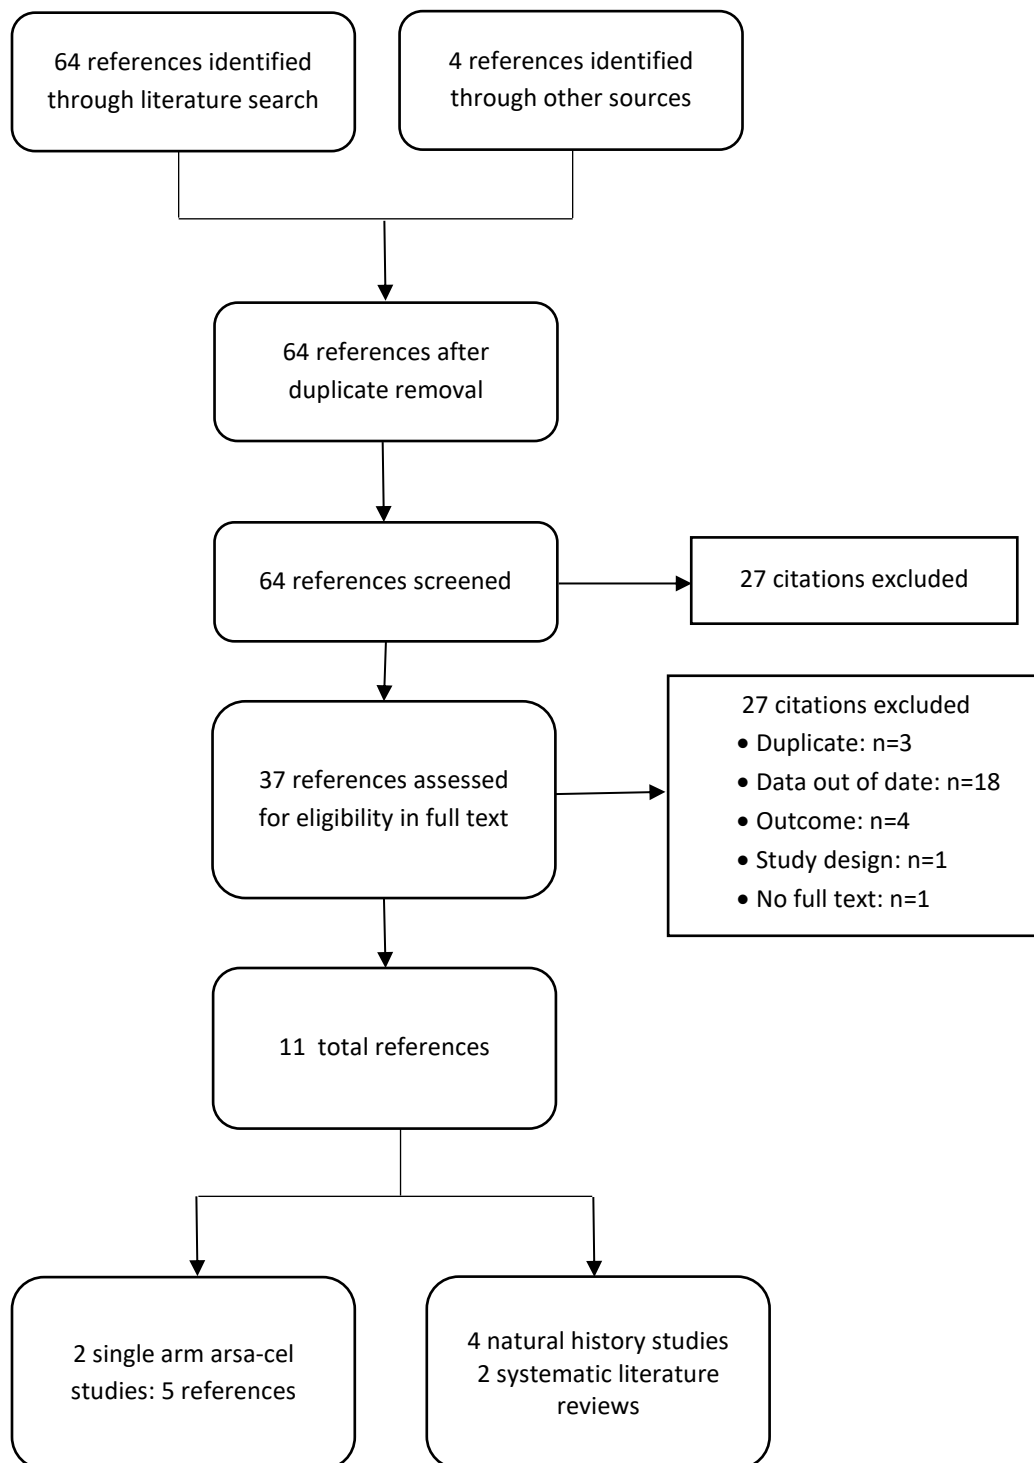 64 references identified
through literature search
4 references identified
through other sources
64 references after
duplicate removal
64 references screened
27 citations excluded
37 references assessed
for eligibility in full text
27 citations excluded
• Duplicate: n=3
• Data out of date: n=18
• Outcome: n=4
• Study design: n=1
• No full text: n=1
11 total references
2 single arm arsa-cel
studies: 5 references
4 natural history studies
2 systematic literature
reviews